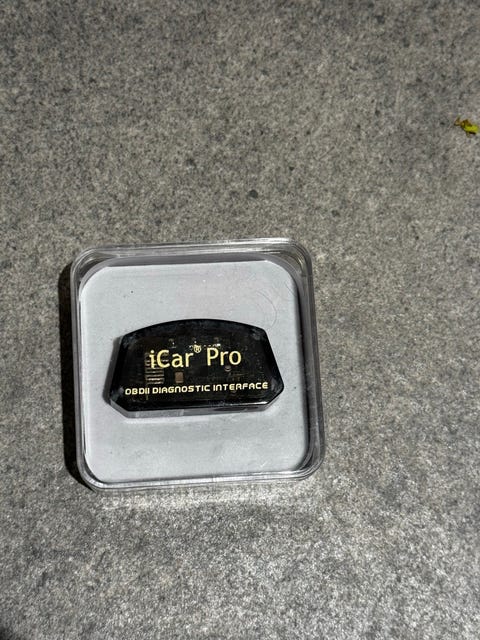 iCar® Pro
OBDII DIAGNOSTIC INTERFACE